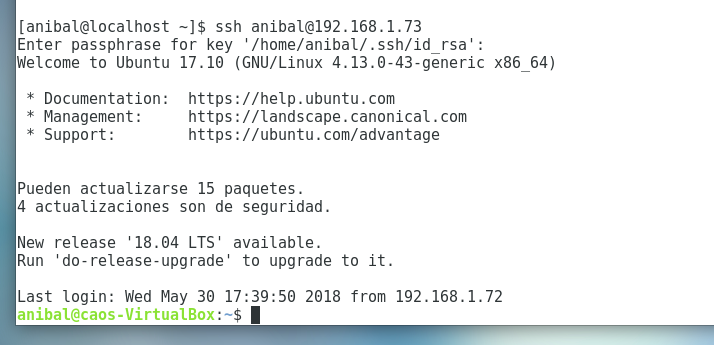 [anibal@localhost ~]$ ssh anibal@192.168.1.73
Enter passphrase for key '/home/anibal/.ssh/id_rsa':
Welcome to Ubuntu 17.10 (GNU/Linux 4.13.0-43-generic x86_64)
* Documentation:  https://help.ubuntu.com
* Management:     https://landscape.canonical.com
* Support:        https://ubuntu.com/advantage
Pueden actualizarse 15 paquetes.
4 actualizaciones son de seguridad.
New release '18.04 LTS' available.
Run 'do-release-upgrade' to upgrade to it.
Last login: Wed May 30 17:39:50 2018 from 192.168.1.72
anibal@caos-VirtualBox:~$